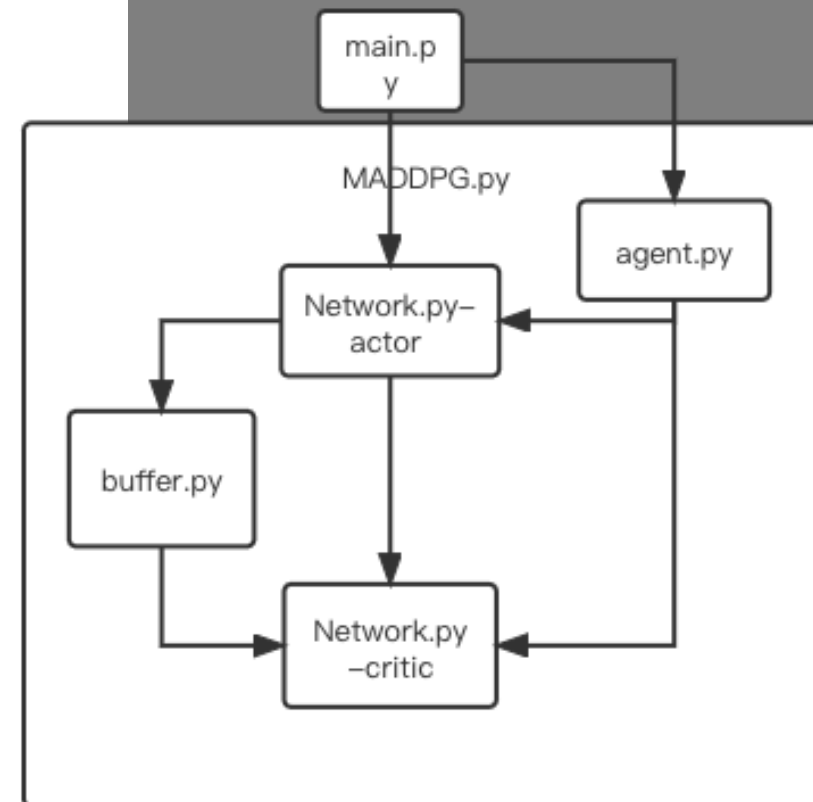 main.p
y
MADDPG.py
agent.py
Network.py–
actor
buffer.py
Network.py
–critic